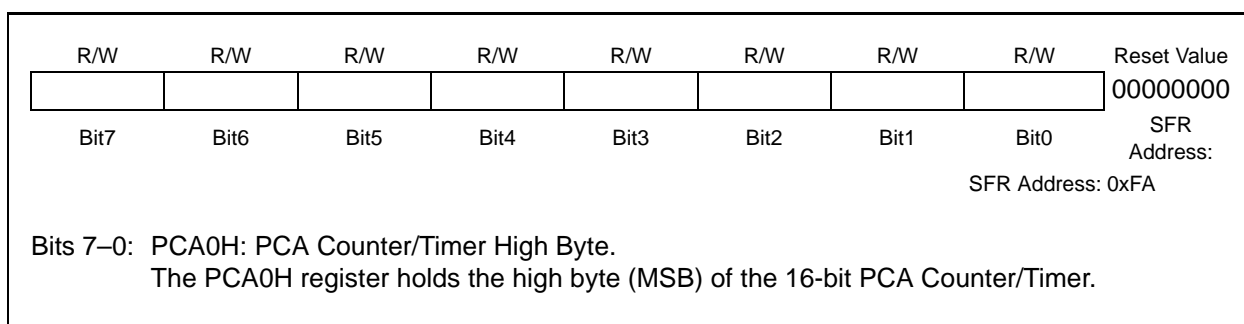 R/W R/W R/W R/W R/W R/W R/W R/W Reset Value
00000000
Bit7 Bit6 Bit5 Bit4 Bit3 Bit2 Bit1 Bit0 SFR
Address:
SFR Address: 0xFA
Bits 7–0: PCA0H: PCA Counter/Timer High Byte.
The PCA0H register holds the high byte (MSB) of the 16-bit PCA Counter/Timer.